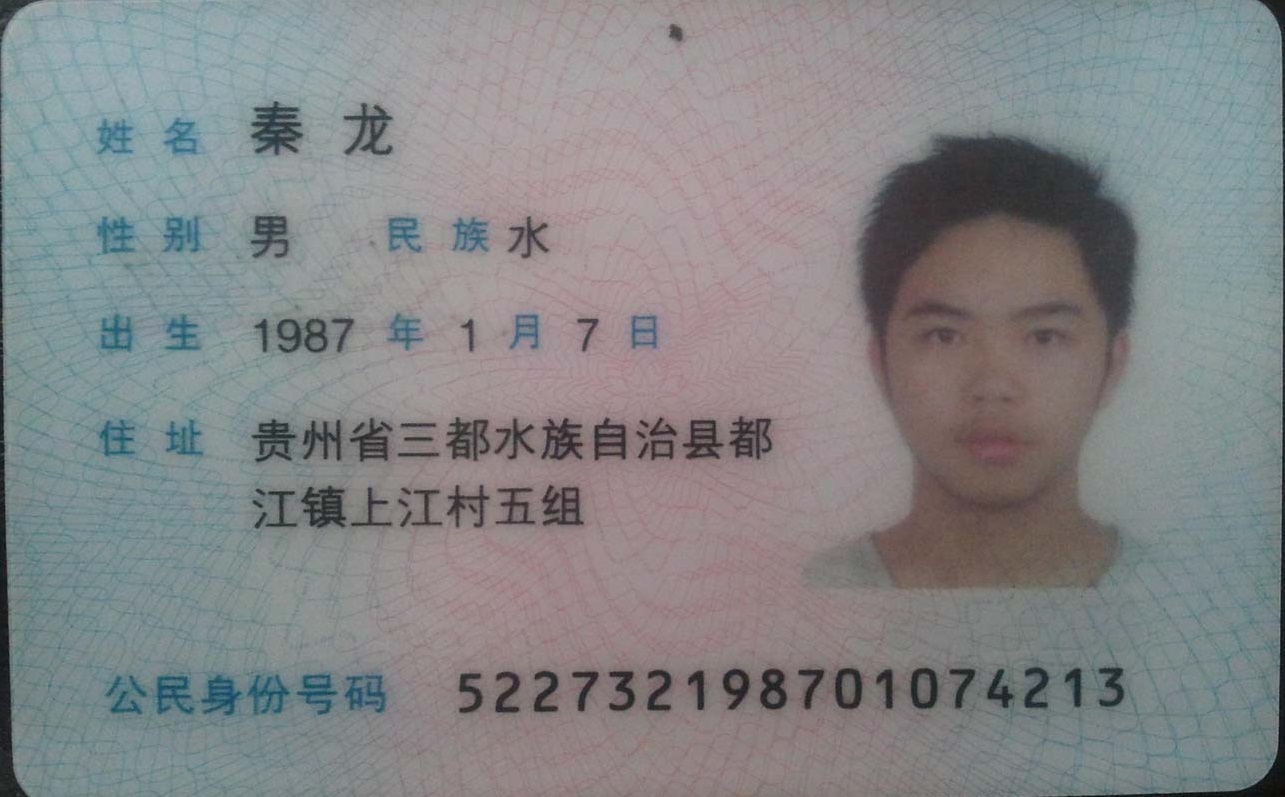 姓名 秦龙
性别 男 民族 水
出生 1987 年 1 月 7 日
住址 贵州省三都水族自治县都
江镇上江村五组
公民身份号码 522732198701074213